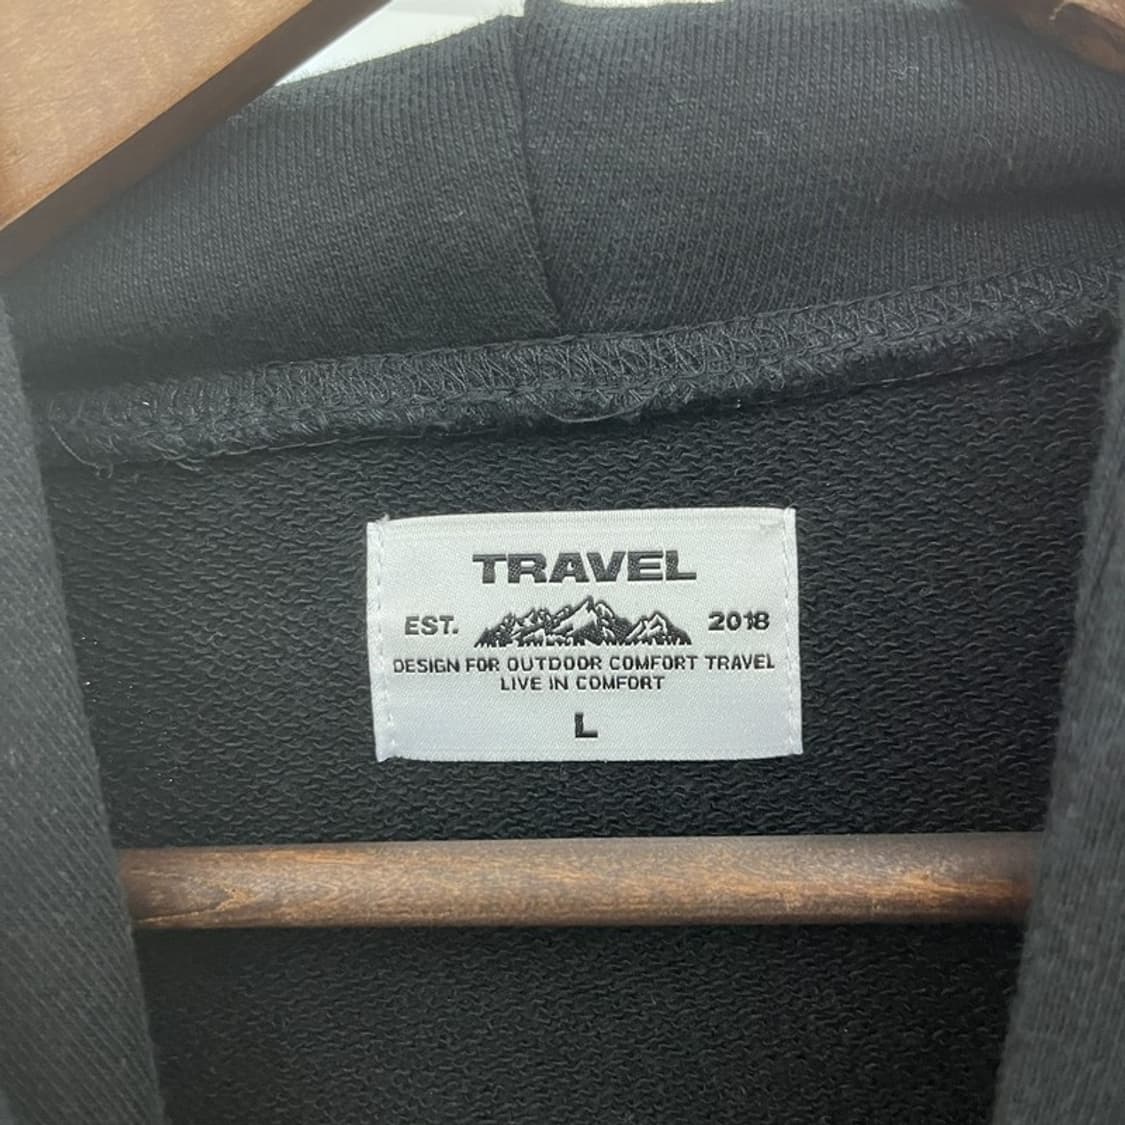 TRAVEL
EST. 2018
DESIGN FOR OUTDOOR COMFORT TRAVEL
LIVE IN COMFORT
L